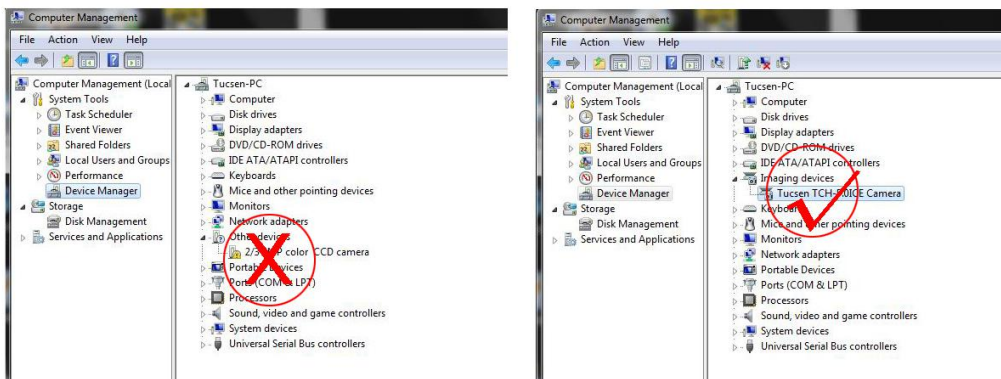 Computer Management
File Action View Help
Computer Management (Local
System Tools
Task Scheduler
Event Viewer
Shared Folders
Local Users and Groups
Performance
Device Manager
Storage
Disk Management
Services and Applications
Tucsen-PC
Computer
Disk drives
Display adapters
DVD/CD-ROM drives
IDE ATA/ATAPI controllers
Keyboards
Mice and other pointing devices
Monitors
Network adapters
Other devices
color CCD camera
Portable Devices
Ports (COM & LPT)
Processors
Sound, video and game controllers
System devices
Universal Serial Bus controllers
Computer Management
File Action View Help
Computer Management (Local
System Tools
Task Scheduler
Event Viewer
Shared Folders
Local Users and Groups
Performance
Device Manager
Storage
Disk Management
Services and Applications
Tucsen-PC
Computer
Disk drives
Display adapters
DVD/CD-ROM drives
IDE ATA/ATAPI controllers
Imaging devices
Tucsen TCH-5.0ICE Camera
Keyboards
Mice and other pointing devices
Monitors
Network adapters
Portable Devices
Ports (COM & LPT)
Processors
Sound, video and game controllers
System devices
Universal Serial Bus controllers